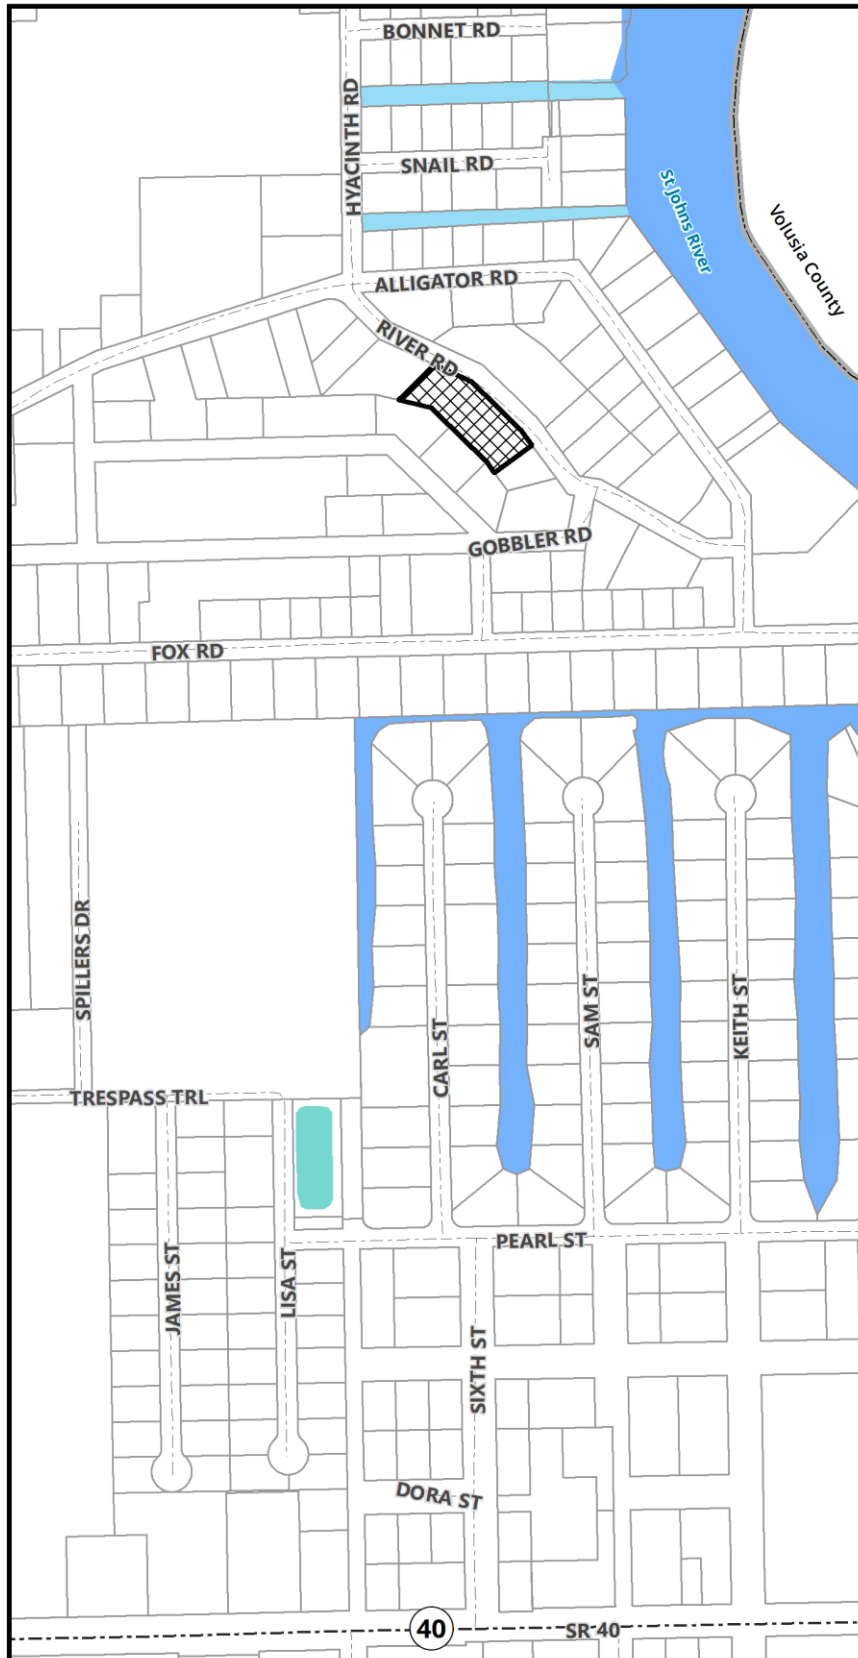 BONNET RD
HYACINTH RD
SNAIL RD
St Johns River
Volusia County
ALLIGATOR RD
RIVER RD
GOBBLER RD
FOX RD
SPILLERS DR
CARL ST
SAM ST
KEITH ST
TRESPASS TRL
JAMES ST
LISA ST
PEARL ST
SIXTH ST
DORA ST
40
SR 40